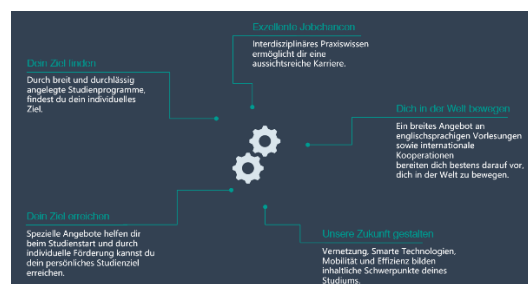 Exzellente Jobchancen
Interdisziplinäres Praxiswissen
ermöglicht dir eine
aussichtsreiche Karriere.
Dein Ziel finden
Durch breit und durchlässig
angelegte Studienprogramme,
findest du dein individuelles
Ziel.
Dich in der Welt bewegen
Ein breites Angebot an
englischsprachigen Vorlesungen
sowie internationale
Kooperationen
bereiten dich bestens darauf vor,
dich in der Welt zu bewegen.
Dein Ziel erreichen
Spezielle Angebote helfen dir
beim Studienstart und durch
individuelle Förderung kannst du
dein persönliches Studienziel
erreichen.
Unsere Zukunft gestalten
Vernetzung, Smarte Technologien,
Mobilität und Effizienz bilden
inhaltliche Schwerpunkte deines
Studiums.